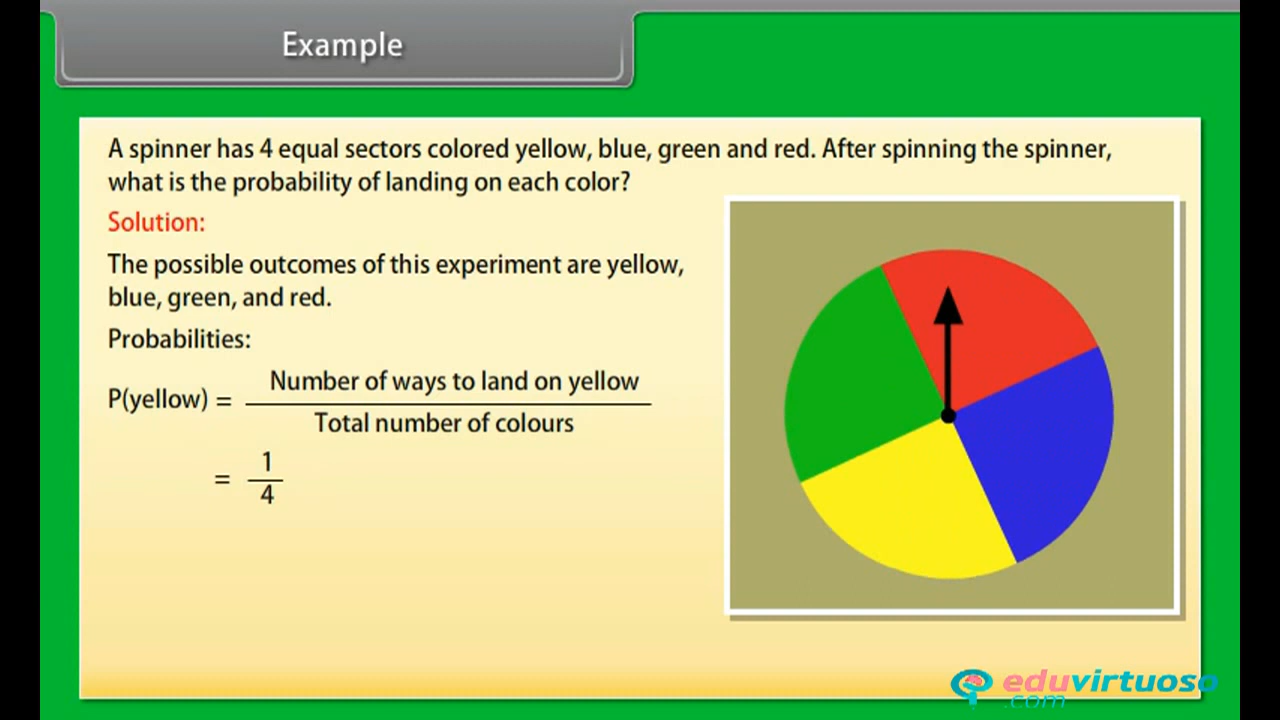 Example
A spinner has 4 equal sectors colored yellow, blue, green and red. After spinning the spinner,
what is the probability of landing on each color?
Solution:
The possible outcomes of this experiment are yellow,
blue, green, and red.
Probabilities:
Number of ways to land on yellow
P(yellow) =
Total number of colours
1
=
4
eduvirtuoso
.com